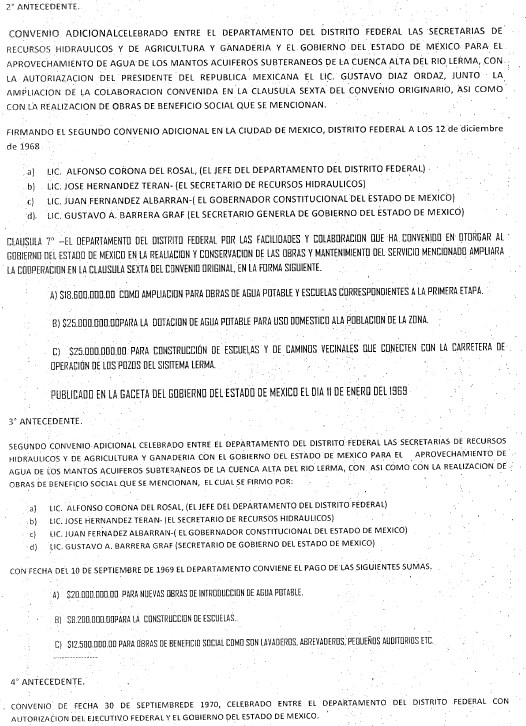 2° ANTECEDENTE.
CONVENIO ADICIONALCELEBRADO ENTRE EL DEPARTAMENTO DEL DISTRITO FEDERAL LAS SECRETARIAS DE
RECURSOS HIDRAULICOS Y DE AGRICULTURA Y GANADERIA Y EL GOBIERNO DEL ESTADO DE MEXICO PARA EL
APROVECHAMIENTO DE AGUA DE LOS MANTOS ACUIFEROS SUBTERANEOS DE LA CUENCA ALTA DEL RIO LERMA, CON
LA AUTORIAZACION DEL PRESIDENTE DEL REPUBLICA MEXICANA EL LIC. GUSTAVO DIAZ ORDAZ, JUNTO LA
AMPLIACION DE LA COLABORACION CONVENIDA EN LA CLAUSULA SEXTA DEL CONVENIO ORIGINARIO, ASI COMO
CON LA REALIZACION DE OBRAS DE BENEFICIO SOCIAL QUE SE MENCIONAN.
FIRMANDO EL SEGUNDO CONVENIO ADICIONAL EN LA CIUDAD DE MEXICO, DISTRITO FEDERAL A LOS 12 de diciembre
de 1968
a) LIC. ALFONSO CORONA DEL ROSAL, (EL JEFE DEL DEPARTAMENTO DEL DISTRITO FEDERAL)
b) LIC. JOSE HERNANDEZ TERAN- (EL SECRETARIO DE RECURSOS HIDRAULICOS)
c) LIC. JUAN FERNANDEZ ALBARRAN-( EL GOBERNADOR CONSTITUCIONAL DEL ESTADO DE MEXICO)
d) LIC. GUSTAVO A. BARRERA GRAF (EL SECRETARIO GENERLA DE GOBIERNO DEL ESTADO DE MEXICO)
CLAUSULA 7° –EL DEPARTAMENTO DEL DISTRITO FEDERAL POR LAS FACILIDADES Y COLABORACION QUE HA CONVENIDO EN OTORGAR AL
GOBIERNO DEL ESTADO DE MEXICO EN LA REALIACION Y CONSERVACION DE LAS OBRAS Y MANTENIMIENTO DEL SERVICIO MENCIONADO AMPLIARA
LA COOPERACION EN LA CLAUSULA SEXTA DEL CONVENIO ORIGINAL, EN LA FORMA SIGUIENTE.
A) $18.600.000.00 COMO AMPLIACION PARA OBRAS DE AGUA POTABLE Y ESCUELAS CORRESPONDIENTES A LA PRIMERA ETAPA.
B) $25.000.000.00PARA LA DOTACION DE AGUA POTABLE PARA USO DOMESTICO ALA POBLACION DE LA ZONA.
C) $25.000.000.00 PARA CONSTRUCCIÓN DE ESCUELAS Y DE CAMINOS VECINALES QUE CONECTEN CON LA CARRETERA DE
OPERACIÓN DE LOS POZOS DEL SISITEMA LERMA.
PUBLICADO EN LA GACETA DEL GOBIERNO DEL ESTADO DE MEXICO EL DIA 11 DE ENERO DEL 1969
3° ANTECEDENTE.
SEGUNDO CONVENIO ADICIONAL CELEBRADO ENTRE EL DEPARTAMENTO DEL DISTRITO FEDERAL LAS SECRETARIAS DE RECURSOS
HIDRAULICOS Y DE AGRICULTURA Y GANADERIA CON EL GOBIERNO DEL ESTADO DE MEXICO PARA EL APROVECHAMIENTO DE
AGUA DE LOS MANTOS ACUIFEROS SUBTERANEOS DE LA CUENCA ALTA DEL RIO LERMA, CON ASI COMO CON LA REALIZACION DE
OBRAS DE BENEFICIO SOCIAL QUE SE MENCIONAN, EL CUAL SE FIRMO POR:
a) LIC. ALFONSO CORONA DEL ROSAL, (EL JEFE DEL DEPARTAMENTO DEL DISTRITO FEDERAL)
b) LIC. JOSE HERNANDEZ TERAN- (EL SECRETARIO DE RECURSOS HIDRAULICOS)
c) LIC. JUAN FERNADEZ ALBARRAN-( EL GOBERNADOR CONSTITUCIONAL DEL ESTADO DE MEXICO)
d) LIC. GUSTAVO A. BARRERA GRAF (SECRETARIO DE GOBIERNO DEL ESTADO DE MEXICO)
CON FECHA DEL 10 DE SEPTIEMBRE DE 1969 EL DEPARTAMENTO CONVIENE EL PAGO DE LAS SIGUIENTES SUMAS.
A) $20.000.000.00 PARA NUEVAS OBRAS DE INTRODUCCION DE AGUA POTABLE.
B) $8.200.000.00PARA LA CONSTRUCCION DE ESCUELAS.
C) $12.500.000.00 PARA OBRAS DE BENEFICIO SOCIAL COMO SON LAVADEROS, ABREVADEROS, PEQUEÑOS AUDITORIOS ETC.
4° ANTECEDENTE.
CONVENIO DE FECHA 30 DE SEPTIEMBREDE 1970, CELEBRADO ENTRE EL DEPARTAMENTO DEL DISTRITO FEDERAL CON
AUTORIZACION DEL EJECUTIVO FEDERAL Y EL GOBIERNO DEL ESTADO DE MEXICO.